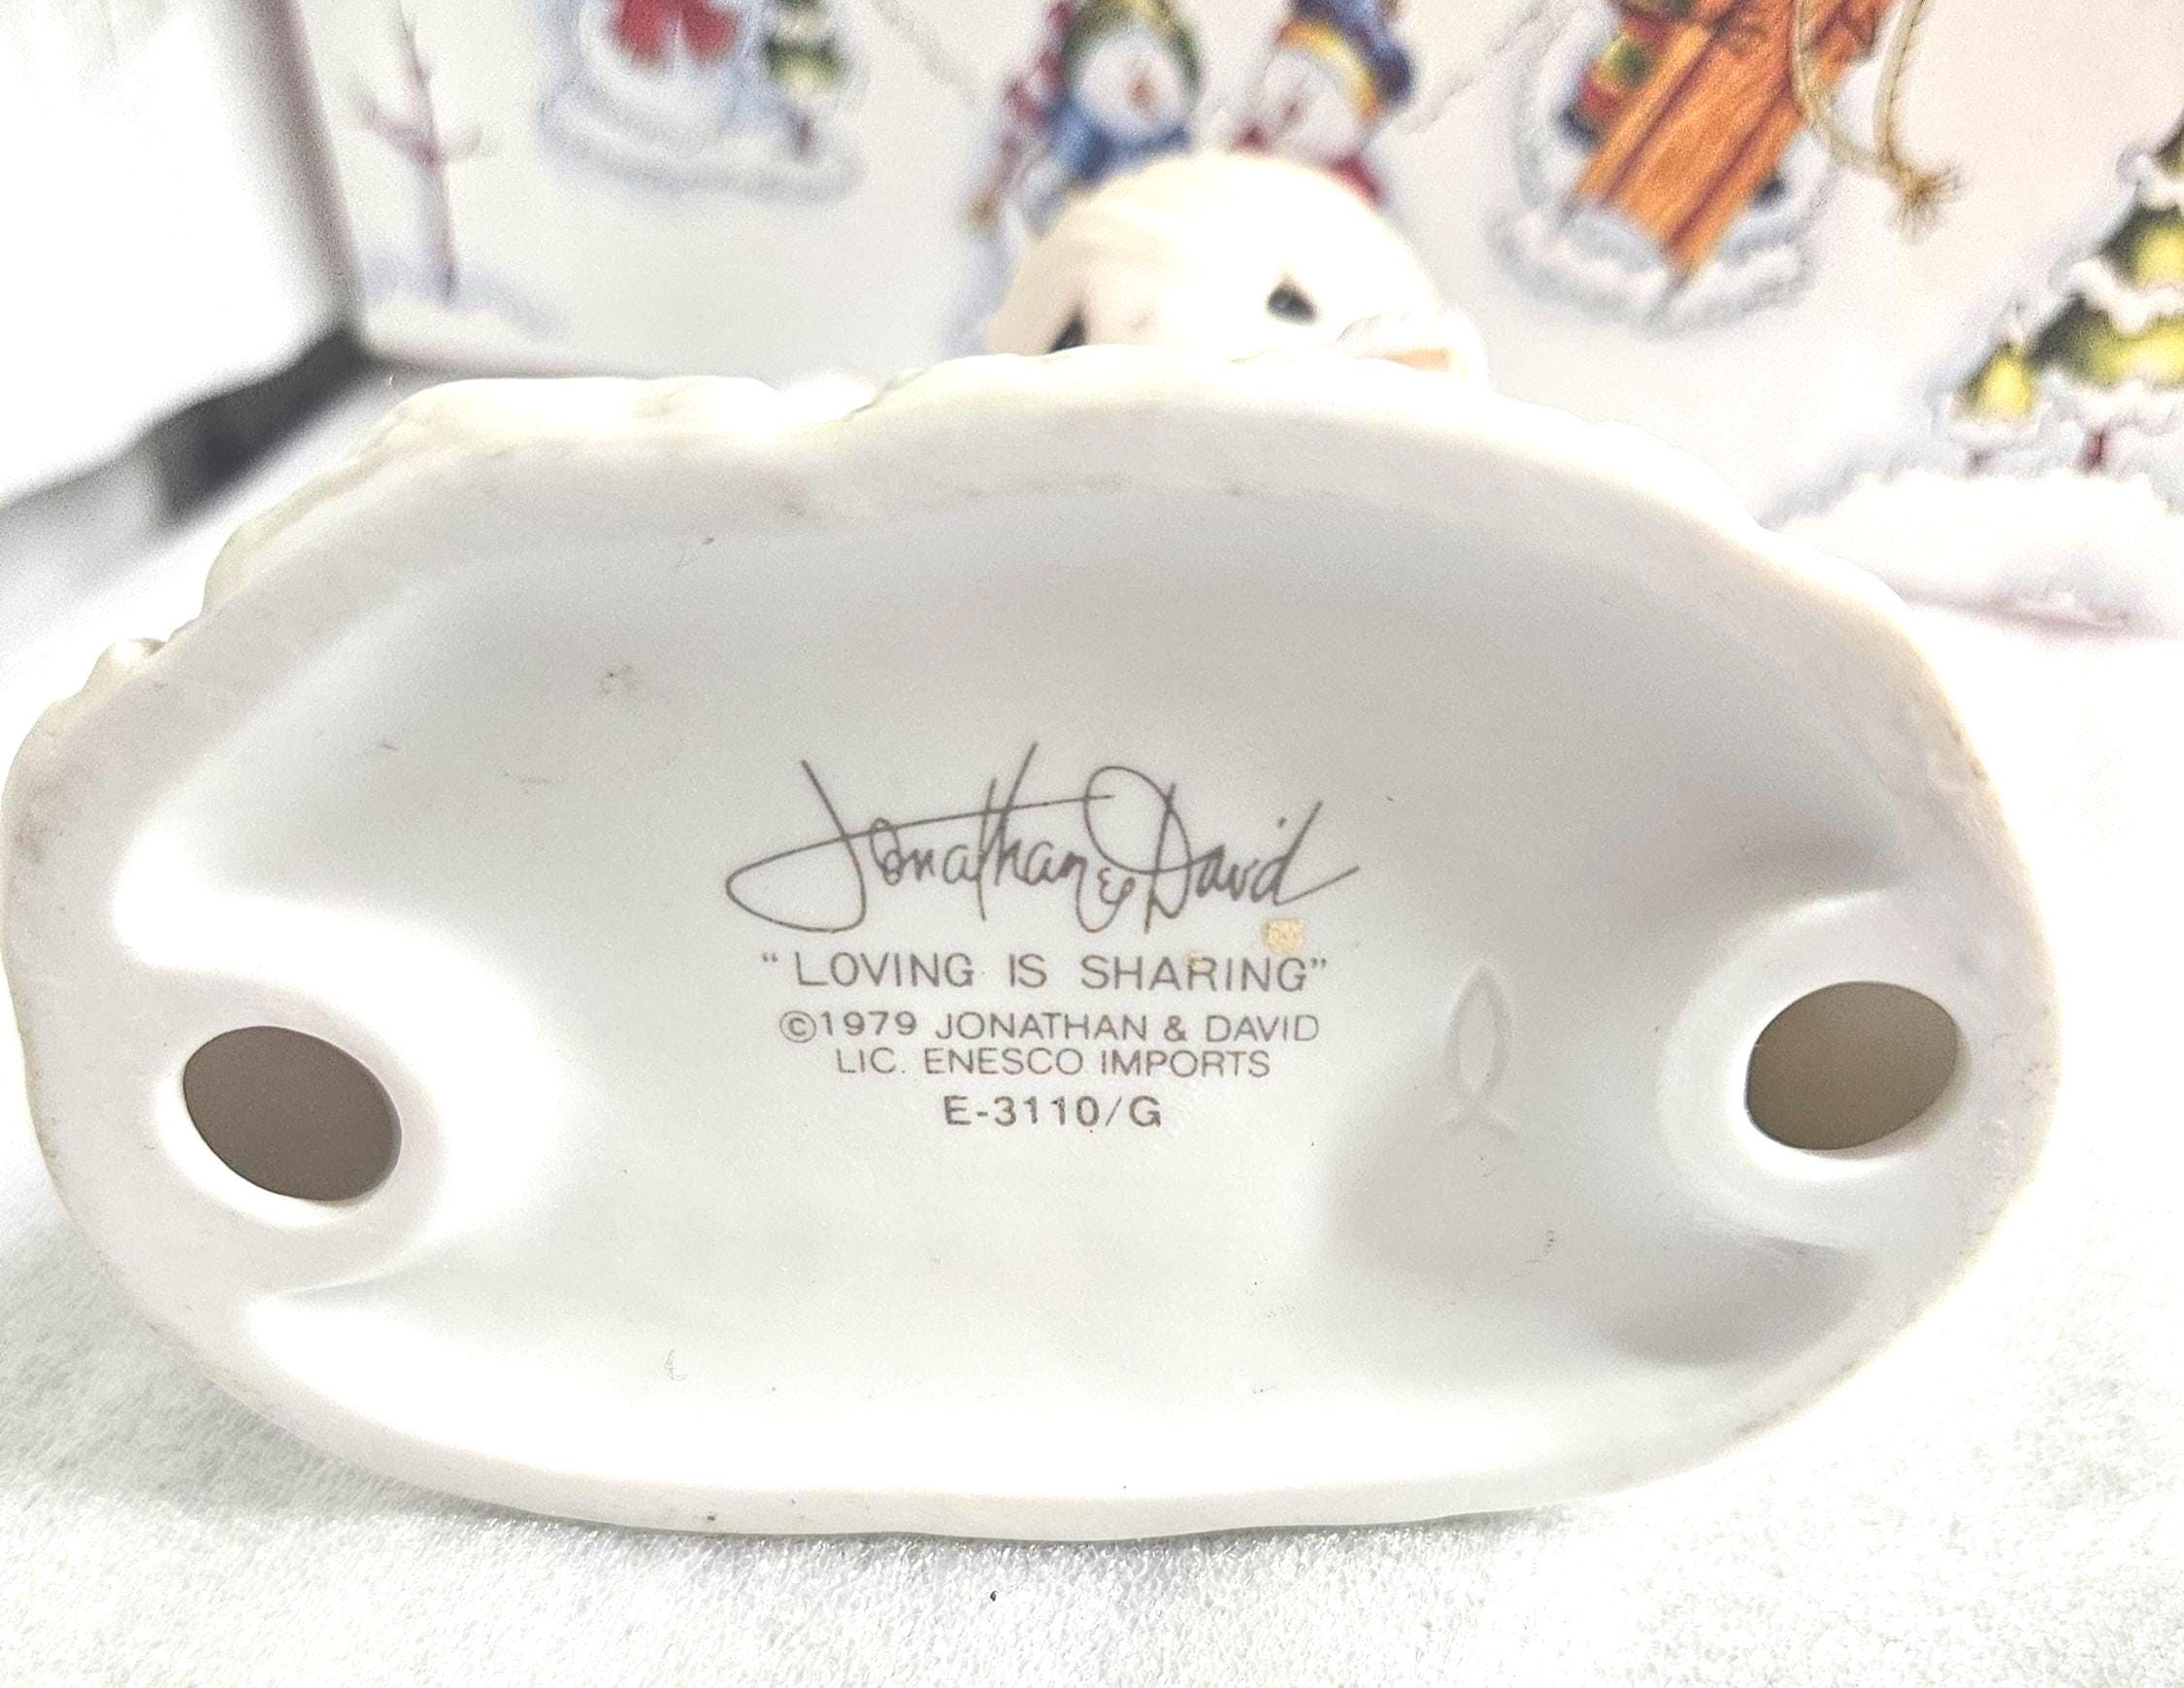 Jonathan & David
“LOVING IS SHARING”
©1979 JONATHAN & DAVID
LIC. ENESCO IMPORTS
E-3110/G